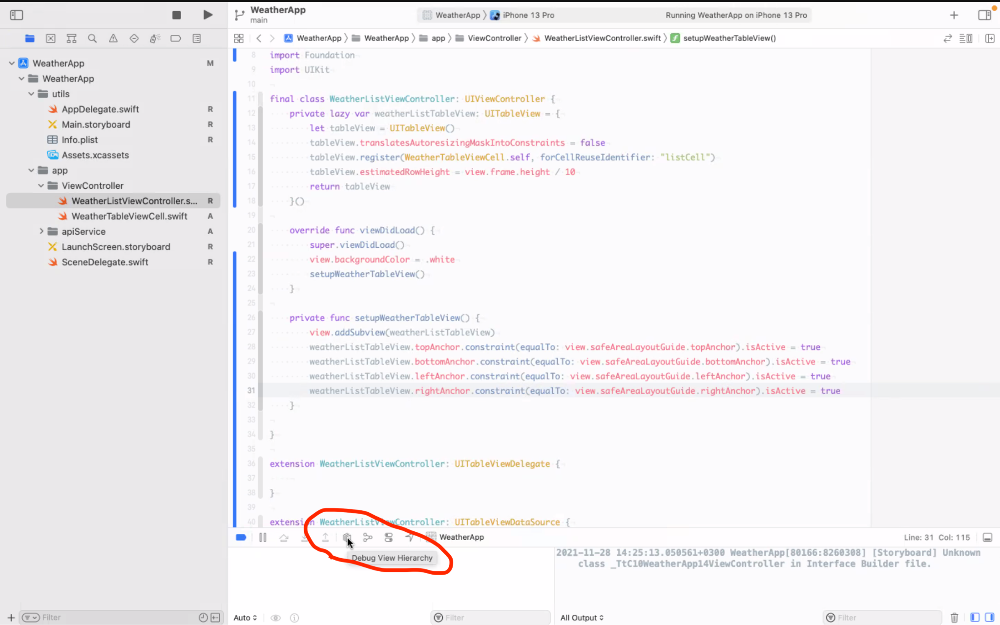 WeatherApp
main
WeatherApp
iPhone 13 Pro
Running WeatherApp on iPhone 13 Pro
WeatherApp
WeatherApp
app
ViewController
WeatherListViewController.swift
setupWeatherTableView()
WeatherApp M
WeatherApp
utils
AppDelegate.swift R
Main.storyboard R
Info.plist R
Assets.xcassets
app
ViewController
WeatherListViewController.s... R
WeatherTableViewCell.swift A
apiService A
LaunchScreen.storyboard R
SceneDelegate.swift R
8 import Foundation
9 import UIKit
10
11 final class WeatherListViewController: UIViewController {
12 private lazy var weatherListTableView: UITableView = {
13 let tableView = UITableView()
14 tableView.translatesAutoresizingMaskIntoConstraints = false
15 tableView.register(WeatherTableViewCell.self, forCellReuseIdentifier: "listCell")
16 tableView.estimatedRowHeight = view.frame.height / 10
17 return tableView
18 }()
19
20 override func viewDidLoad() {
21 super.viewDidLoad()
22 view.backgroundColor = .white
23 setupWeatherTableView()
24 }
25
26 private func setupWeatherTableView() {
27 view.addSubview(weatherListTableView)
28 weatherListTableView.topAnchor.constraint(equalTo: view.safeAreaLayoutGuide.topAnchor).isActive = true
29 weatherListTableView.bottomAnchor.constraint(equalTo: view.safeAreaLayoutGuide.bottomAnchor).isActive = true
30 weatherListTableView.leftAnchor.constraint(equalTo: view.safeAreaLayoutGuide.leftAnchor).isActive = true
31 weatherListTableView.rightAnchor.constraint(equalTo: view.safeAreaLayoutGuide.rightAnchor).isActive = true
32 }
33
34 }
35
36 extension WeatherListViewController: UITableViewDelegate {
37
38 }
39
40 extension WeatherListViewController: UITableViewDataSource {
WeatherApp
Line: 31 Col: 115
Debug View Hierarchy
2021-11-28 14:25:13.050561+0300 WeatherApp[80166:8260308] [Storyboard] Unknown
class _TtC10WeatherApp14ViewController in Interface Builder file.
Filter
Auto
Filter
All Output
Filter